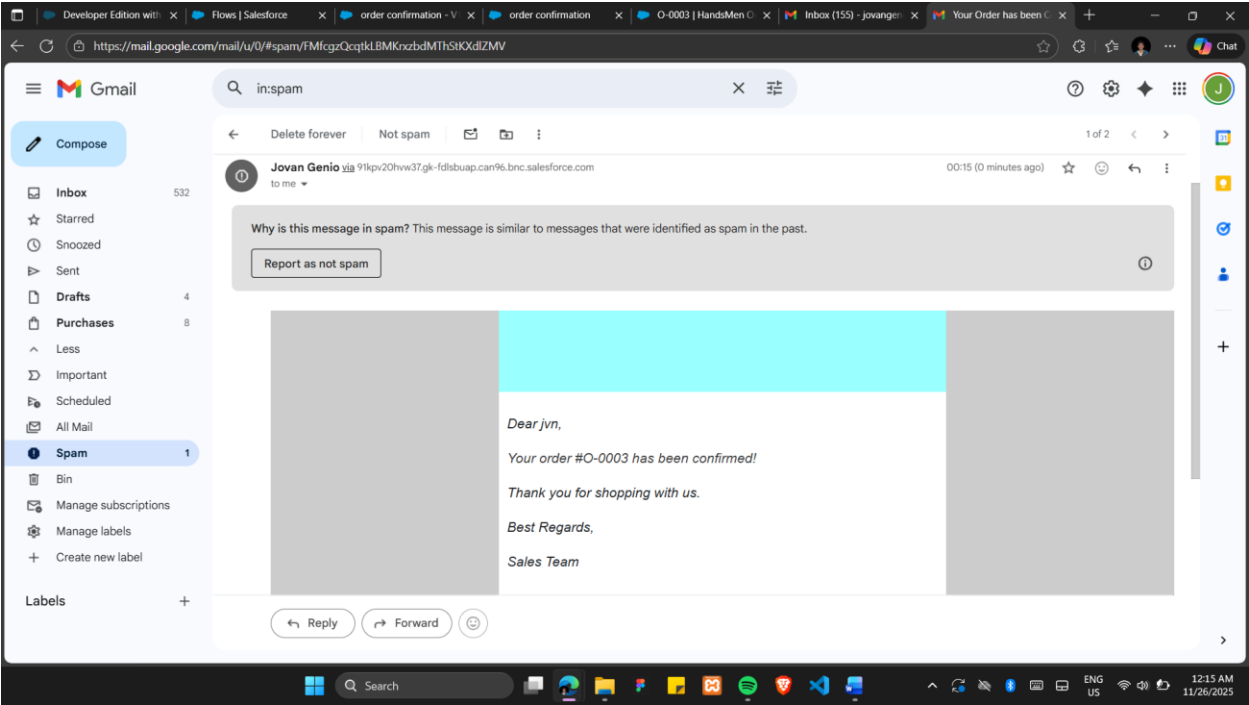 Developer Edition with
Flows | Salesforce
order confirmation - V
order confirmation
O-0003 | HandsMen O
Inbox (155) - jovangen
Your Order has been C
https://mail.google.com/mail/u/0/#spam/FMfcgzQcqtkLBMKnxzbdMThStKXdlZMV
Chat
Gmail
in:spam
J
Compose
Delete forever
Not spam
1 of 2
31
Jovan Genio via 91kpv20hvw37.gk-fdlsbuap.can96.bnc.salesforce.com
00:15 (0 minutes ago)
to me
Inbox 532
Starred
Snoozed
Sent
Drafts 4
Purchases 8
Less
Important
Scheduled
All Mail
Spam 1
Bin
Manage subscriptions
Manage labels
Create new label
Labels
Why is this message in spam? This message is similar to messages that were identified as spam in the past.
Report as not spam
Dear jvn,
Your order #O-0003 has been confirmed!
Thank you for shopping with us.
Best Regards,
Sales Team
Reply
Forward
Search
ENG
US
12:15 AM
11/26/2025